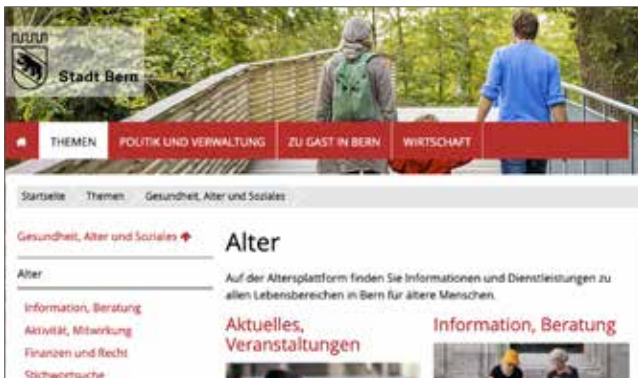 Stadt Bern
THEMEN POLITIK UND VERWALTUNG ZU GAST IN BERN WIRTSCHAFT
Startseite Themen Gesundheit, Alter und Soziales
Gesundheit, Alter und Soziales
Alter
Information, Beratung
Aktivität, Mitwirkung
Finanzen und Recht
Stichwortsuche
Alter
Auf der Altersplattform finden Sie Informationen und Dienstleistungen zu
allen Lebensbereichen in Bern für ältere Menschen.
Aktuelles,
Veranstaltungen
Information, Beratung